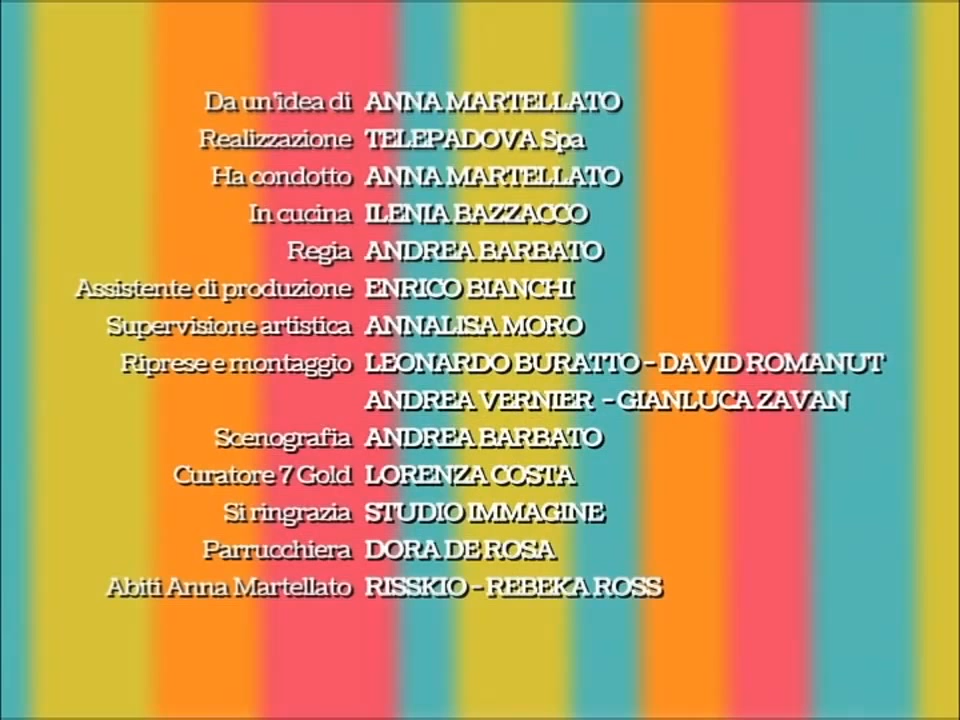 Da un'idea di ANNA MARTELLATO
Realizzazione TELEPADOVA Spa
Ha condotto ANNA MARTELLATO
In cucina ILENIA BAZZACCO
Regia ANDREA BARBATO
Assistente di produzione ENRICO BIANCHI
Supervisione artistica ANNALISA MORO
Riprese e montaggio LEONARDO BURATTO - DAVID ROMANUT
ANDREA VERNIER - GIANLUCA ZAVAN
Scenografia ANDREA BARBATO
Curatore 7 Gold LORENZA COSTA
Si ringrazia STUDIO IMMAGINE
Parrucchiera DORA DE ROSA
Abiti Anna Martellato RISSKIO - REBEKA ROSS